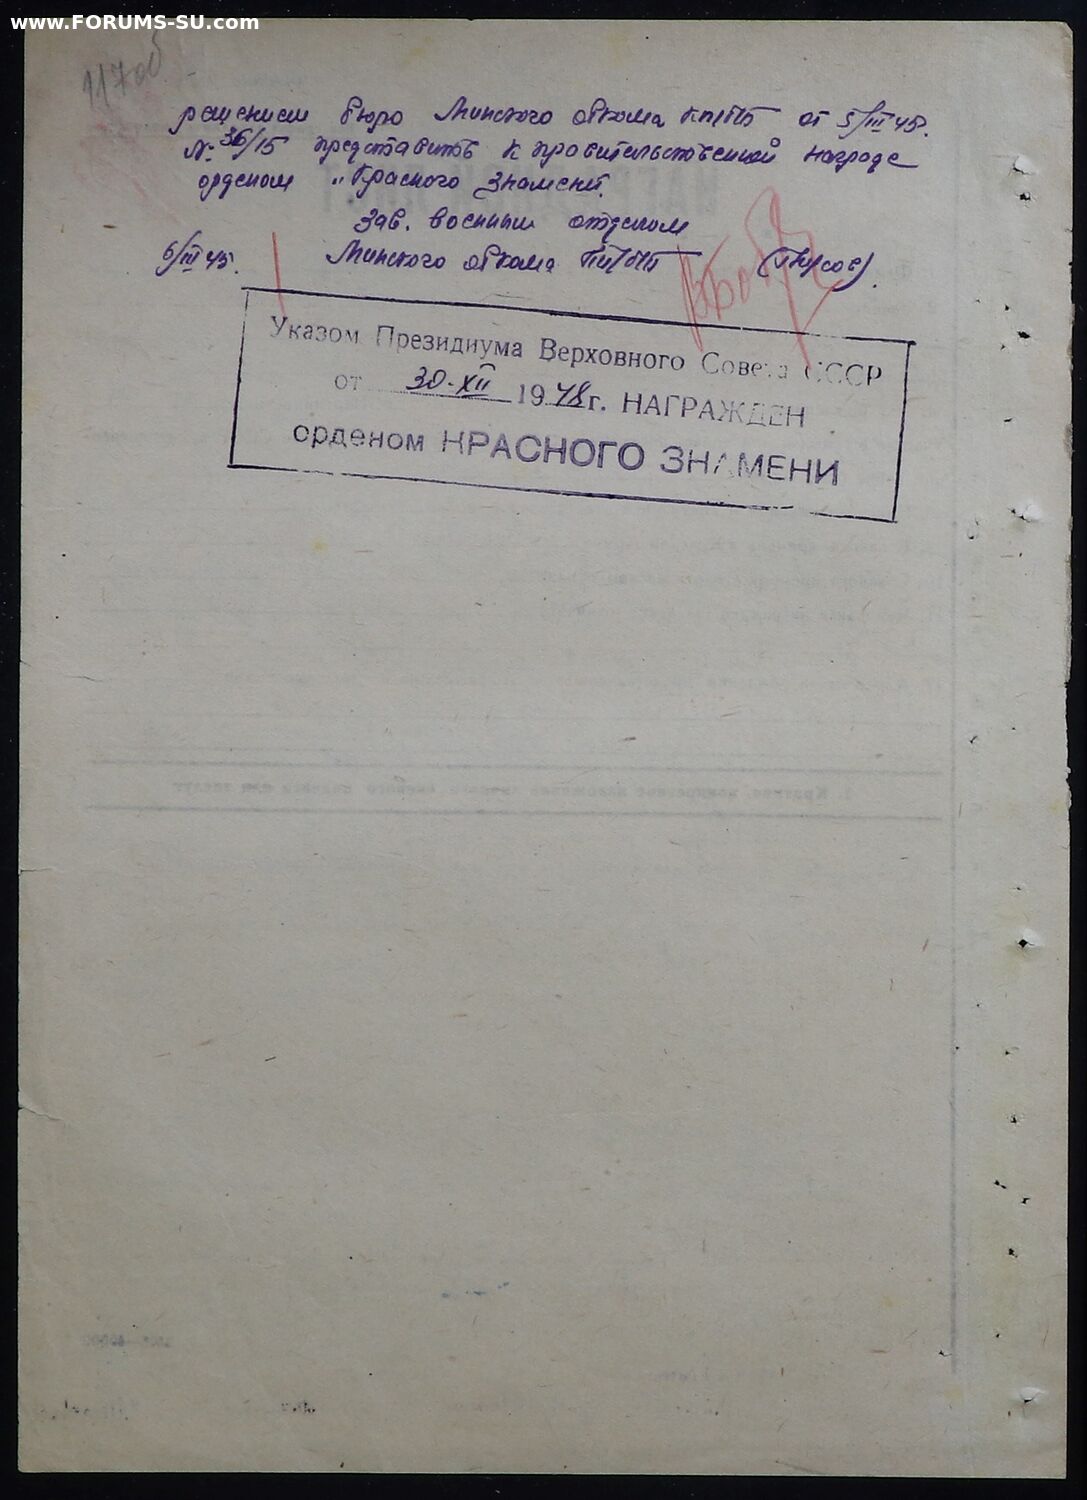 www.FORUMS-SU.com
117об
решением бюро Минского обкома КП/б/Б от 5/III 45.
№ 36/15 представить к правительственной награде
орденом „Красного Знамени".
Зав. военным отделом
6/III 45. Минского обкома КП/б/Б
Указом Президиума Верховного Совета СССР
от 30-XII 1948г. НАГРАЖДЕН
орденом КРАСНОГО ЗНАМЕНИ